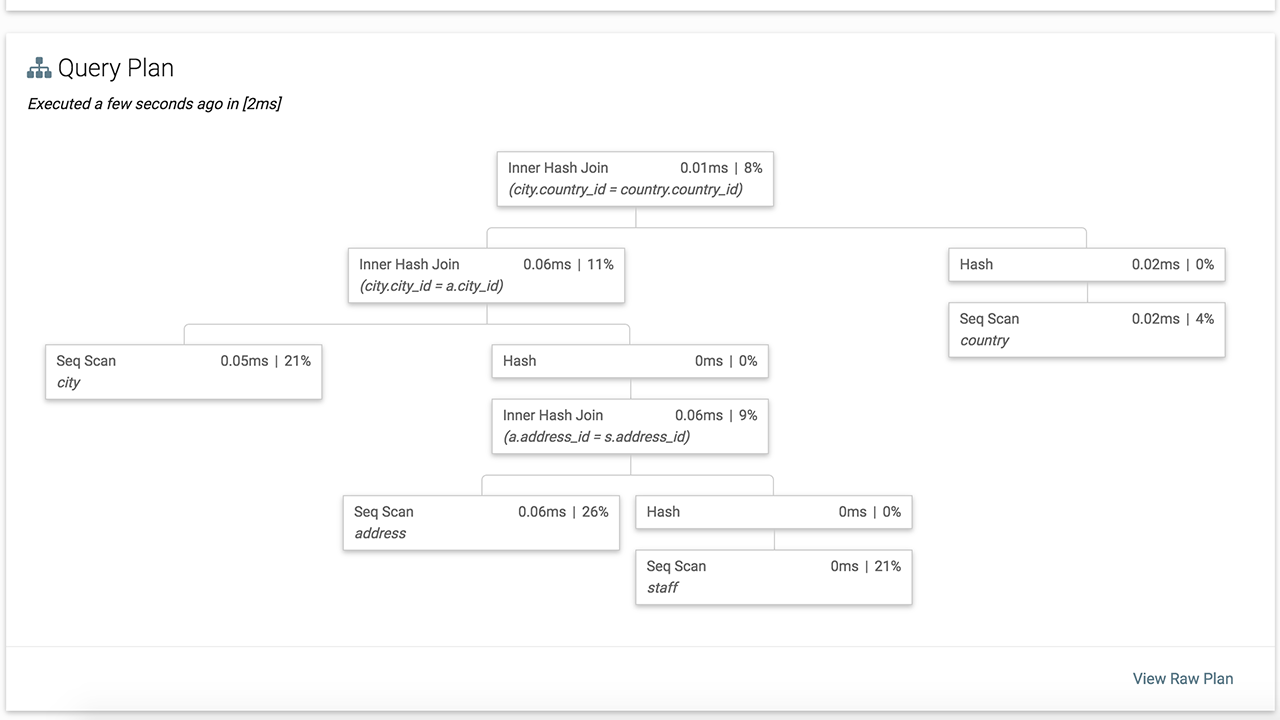 Query Plan
Executed a few seconds ago in [2ms]
Inner Hash Join 0.01ms | 8%
(city.country_id = country.country_id)
Inner Hash Join 0.06ms | 11%
(city.city_id = a.city_id)
Hash 0.02ms | 0%
Seq Scan 0.02ms | 4%
country
Seq Scan 0.05ms | 21%
city
Hash 0ms | 0%
Inner Hash Join 0.06ms | 9%
(a.address_id = s.address_id)
Seq Scan 0.06ms | 26%
address
Hash 0ms | 0%
Seq Scan 0ms | 21%
staff
View Raw Plan